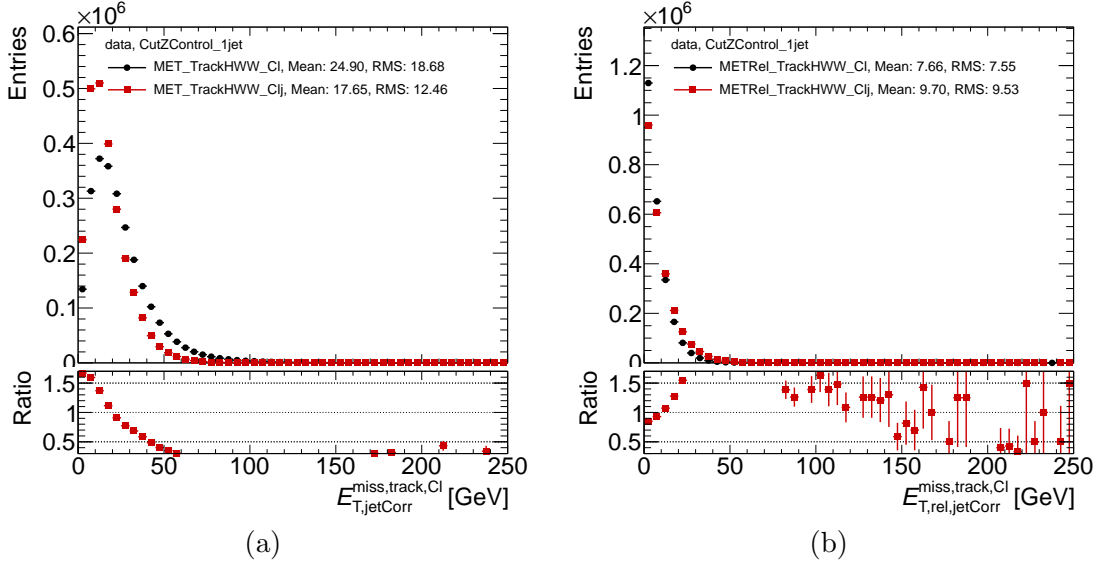 ×10⁶
Entries
0.6
0.5
0.4
0.3
0.2
0.1
0
data, CutZControl_1jet
MET_TrackHWW_Cl, Mean: 24.90, RMS: 18.68
MET_TrackHWW_Clj, Mean: 17.65, RMS: 12.46
Ratio
1.5
1
0.5
0 50 100 150 200 250
E_{T,jetCorr}^{miss,track,Cl} [GeV]
(a)
×10⁶
Entries
1.2
1
0.8
0.6
0.4
0.2
0
data, CutZControl_1jet
METRel_TrackHWW_Cl, Mean: 7.66, RMS: 7.55
METRel_TrackHWW_Clj, Mean: 9.70, RMS: 9.53
Ratio
1.5
1
0.5
0 50 100 150 200 250
E_{T,rel,jetCorr}^{miss,track,Cl} [GeV]
(b)